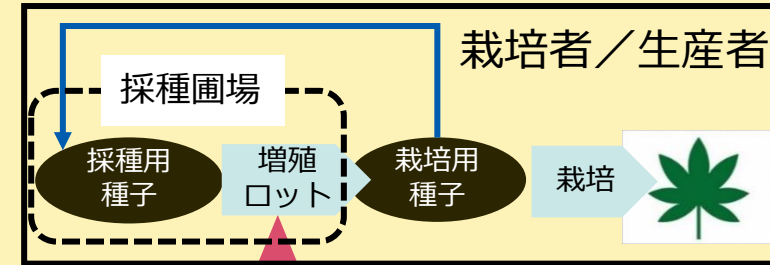 栽培者／生産者
採種圃場
採種用
種子
増殖
ロット
栽培用
種子
栽培